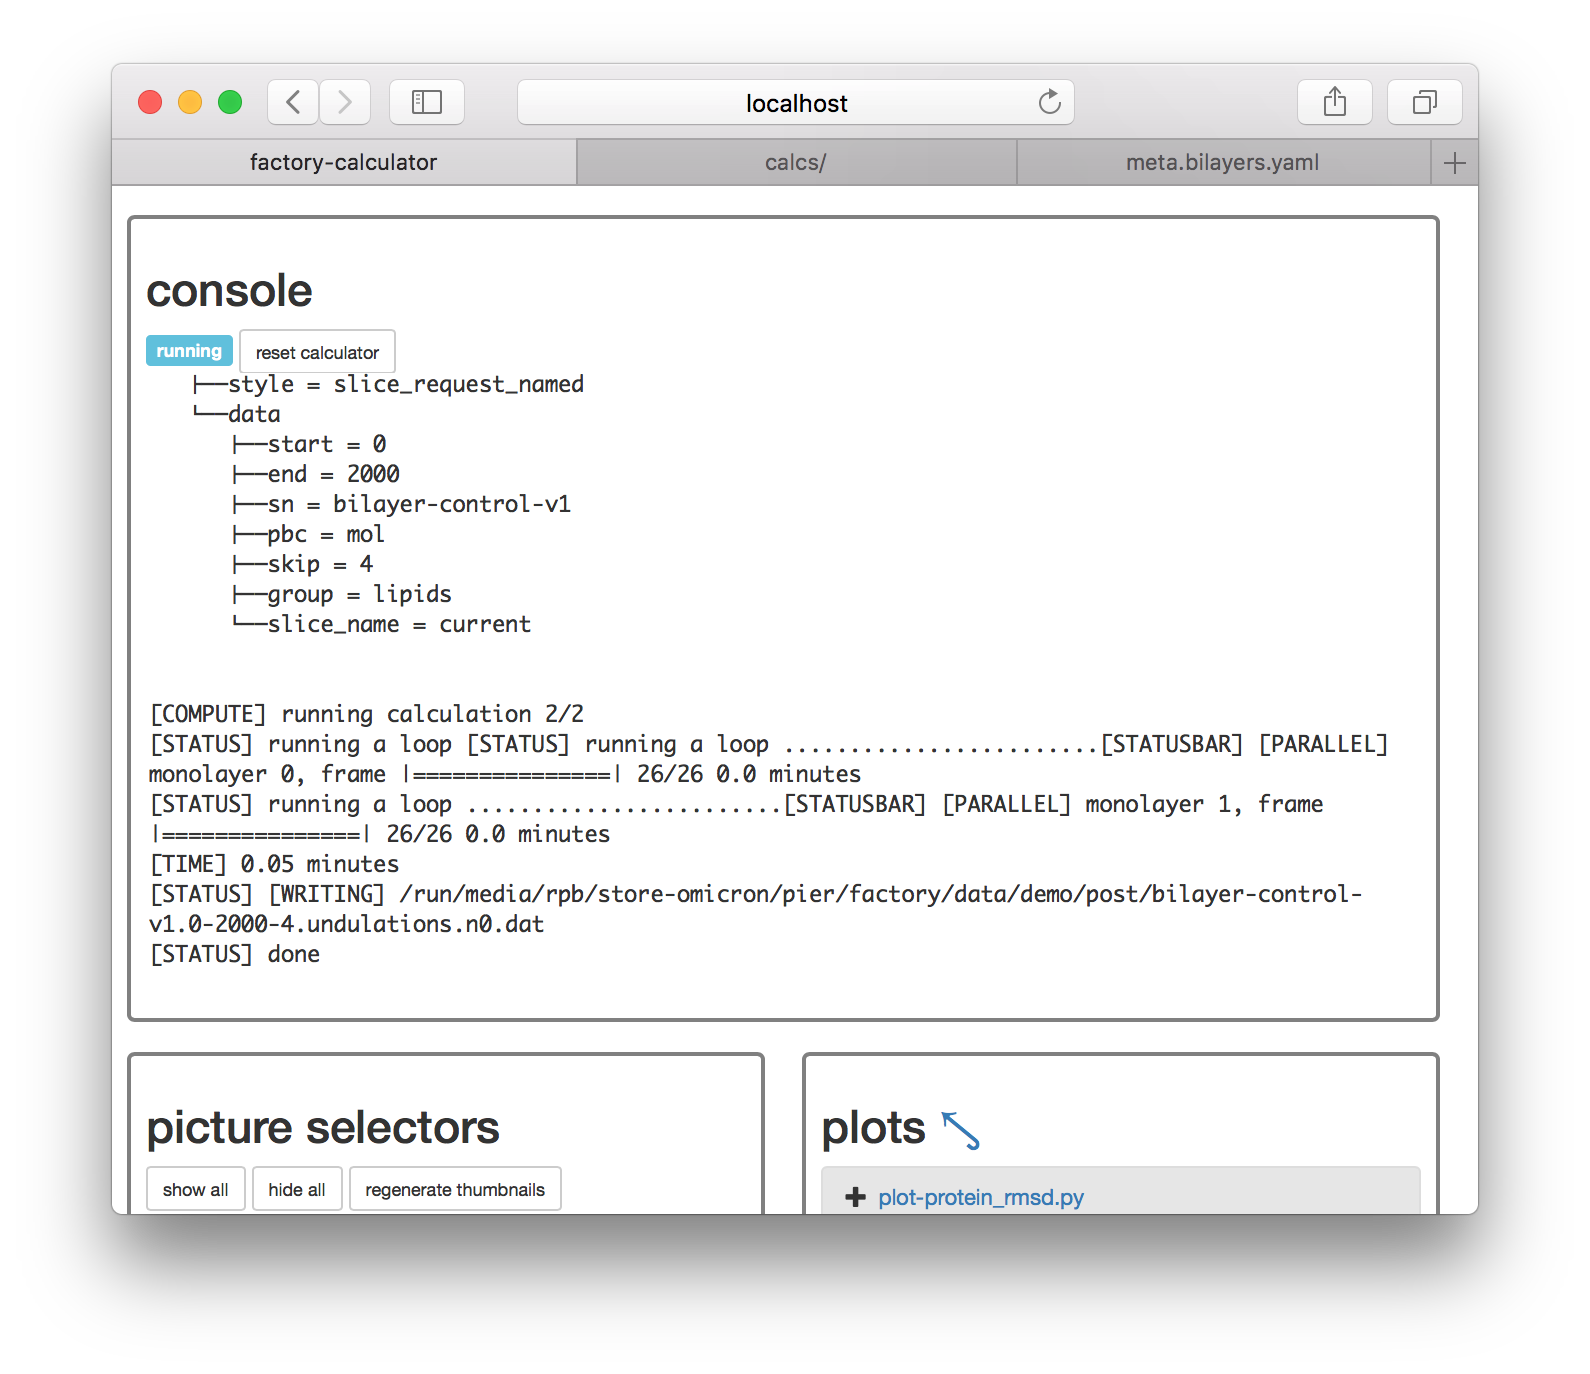 localhost
factory-calculator
calcs/
meta.bilayers.yaml
console
running
reset calculator
├──style = slice_request_named
└──data
├──start = 0
├──end = 2000
├──sn = bilayer-control-v1
├──pbc = mol
├──skip = 4
├──group = lipids
└──slice_name = current
[COMPUTE] running calculation 2/2
[STATUS] running a loop [STATUS] running a loop ........................[STATUSBAR] [PARALLEL]
monolayer 0, frame |===============| 26/26 0.0 minutes
[STATUS] running a loop ........................[STATUSBAR] [PARALLEL] monolayer 1, frame
|===============| 26/26 0.0 minutes
[TIME] 0.05 minutes
[STATUS] [WRITING] /run/media/rpb/store-omicron/pier/factory/data/demo/post/bilayer-control-
v1.0-2000-4.undulations.n0.dat
[STATUS] done
picture selectors
show all
hide all
regenerate thumbnails
plots
plot-protein_rmsd.py